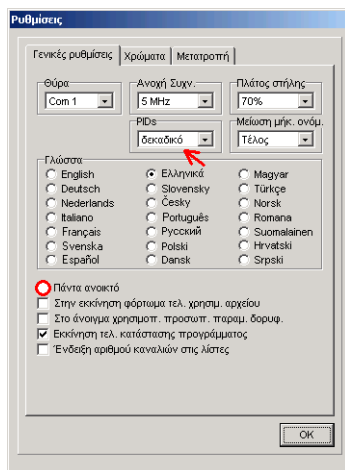 Ρυθμίσεις
Γενικές ρυθμίσεις Χρώματα Μετατροπή
Θύρα Ανοχή Συχν. Πλάτος στήλης
Com 1 5 MHz 70%
PIDs Μείωση μήκ. ονόμ.
δεκαδικό Τέλος
Γλώσσα
English Ελληνικά Magyar
Deutsch Slovensky Türkçe
Nederlands Česky Norsk
Italiano Português Romana
Français Русский Suomalainen
Svenska Polski Hrvatski
Español Dansk Srpski
Πάντα ανοικτό
Στην εκκίνηση φόρτωμα τελ. χρησιμ. αρχείου
Στο άνοιγμα χρησιμοπ. προσωπ. παραμ. δορυφ.
Εκκίνηση τελ. κατάστασης προγράμματος
Ένδειξη αριθμού καναλιών στις λίστες
OK